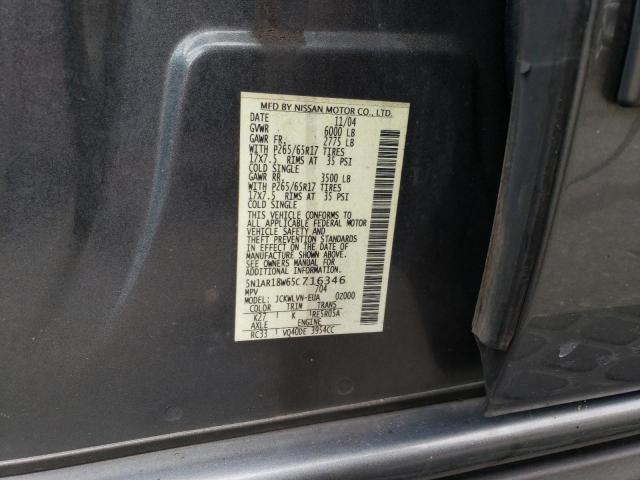 MFD BY NISSAN MOTOR CO., LTD.
DATE 11/04
GVWR 6000 LB
GAWR FR. 2775 LB
WITH P265/65R17 TIRES
17X7.5 RIMS AT 35 PSI
COLD SINGLE
GAWR RR. 3500 LB
WITH P265/65R17 TIRES
17X7.5 RIMS AT 35 PSI
COLD SINGLE
THIS VEHICLE CONFORMS TO
ALL APPLICABLE FEDERAL MOTOR
VEHICLE SAFETY AND
THEFT PREVENTION STANDARDS
IN EFFECT ON THE DATE OF
MANUFACTURE SHOWN ABOVE.
SEE OWNERS MANUAL FOR
ADDITIONAL INFORMATION
5N1AR18W65C716346
MPV /04
JCKWLVN-EUA 02000
COLOR TRIM TRANS
K27 K RE5R05A
AXLE ENGINE
RC33 VQ40DE 3954CC